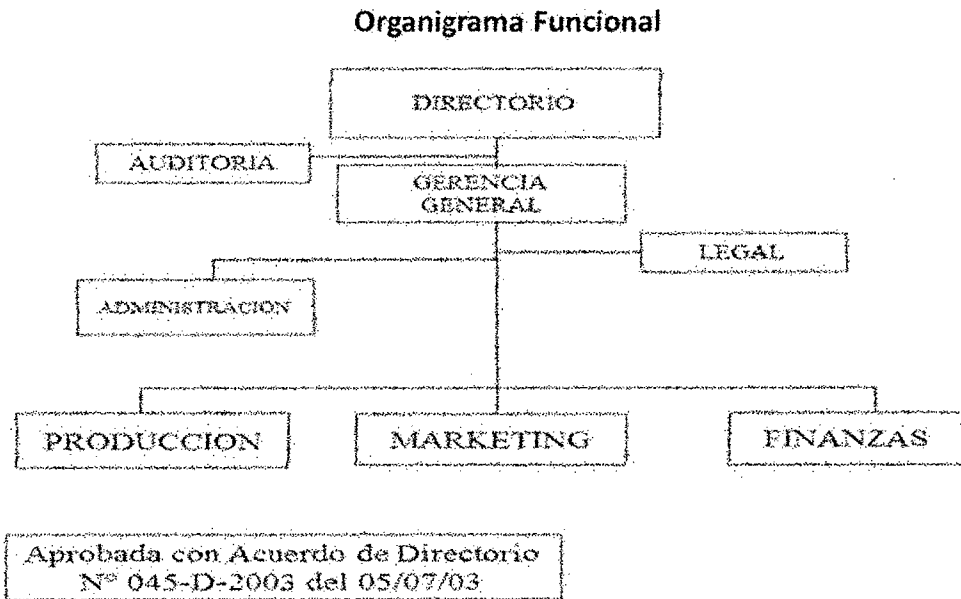 Organigrama Funcional
DIRECTORIO
AUDITORIA
GERENCIA
GENERAL
LEGAL
ADMINISTRACION
PRODUCCION
MARKETING
FINANZAS
Aprobada con Acuerdo de Directorio
N° 045-D-2003 del 05/07/03